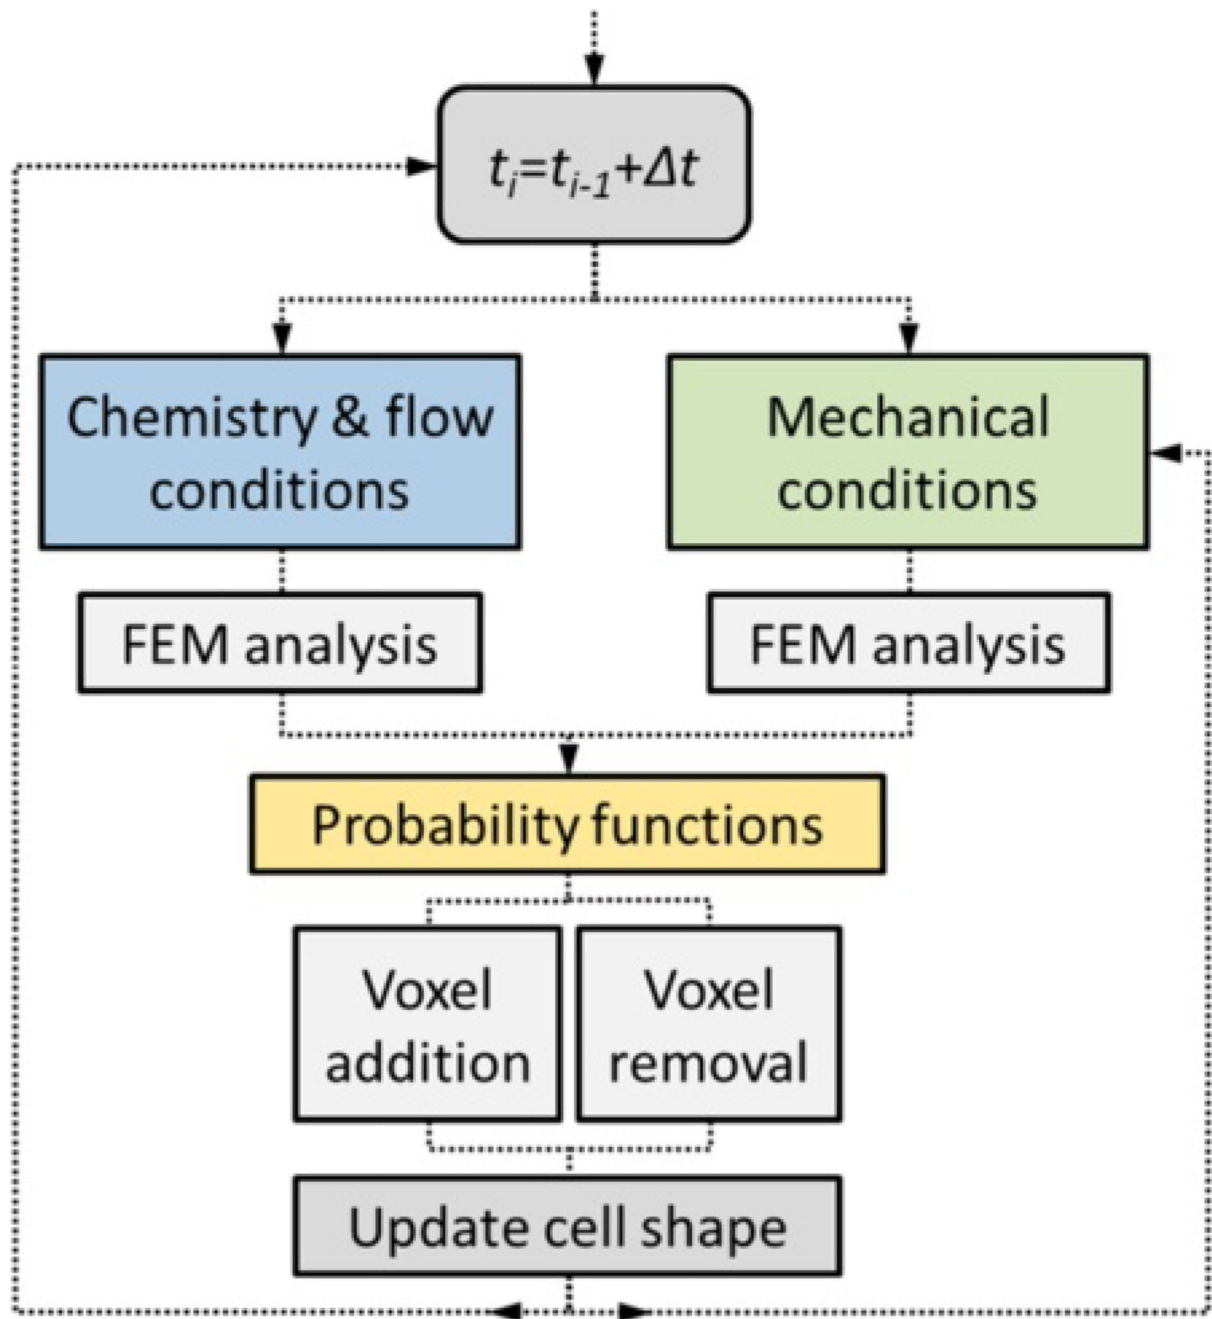 tᵢ=tᵢ₋₁+Δt
Chemistry & flow
conditions
Mechanical
conditions
FEM analysis
FEM analysis
Probability functions
Voxel
addition
Voxel
removal
Update cell shape